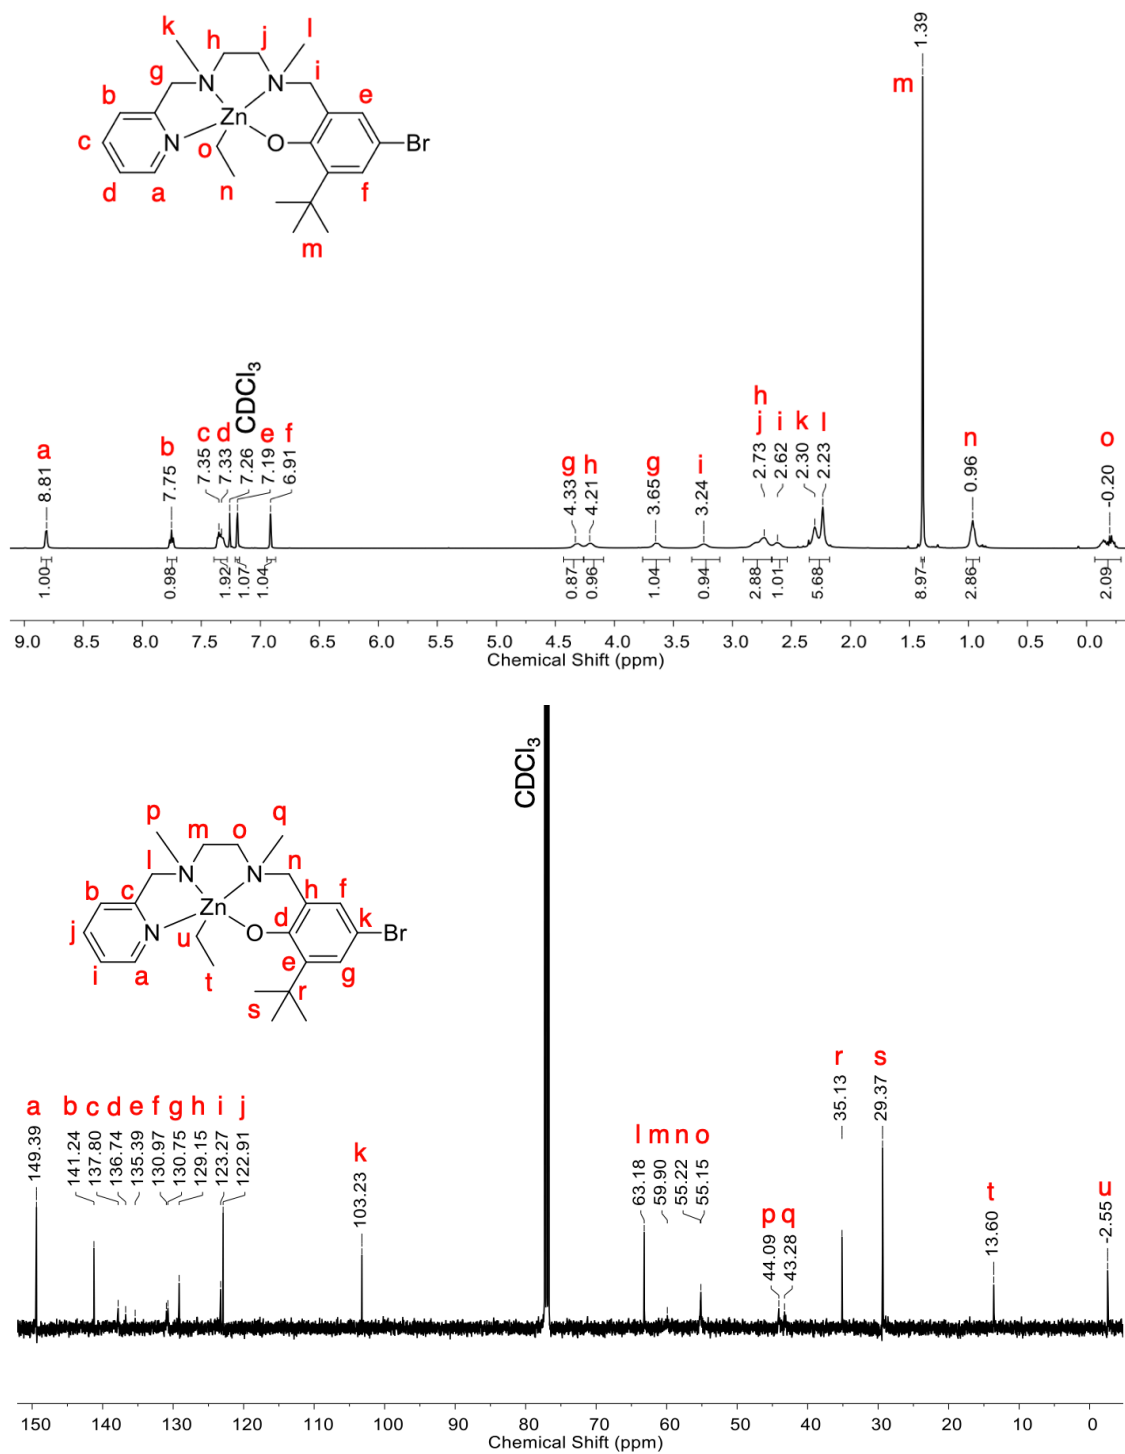 k l
h j
g i
b N N e
Zn
c N O Br
o
d a n f
m
m 1.39
a 8.81
b 7.75
c 7.35
d 7.33
CDCl3 7.26
e 7.19
f 6.91
g 4.33
h 4.21
g 3.65
i 3.24
h j 2.73
i 2.62
k 2.30
l 2.23
n 0.96
o -0.20
1.00 0.98 1.92 1.07 1.04 0.87 0.96 1.04 0.94 2.88 1.01 5.68 8.97 2.86 2.09
9.0 8.5 8.0 7.5 7.0 6.5 6.0 5.5 5.0 4.5 4.0 3.5 3.0 2.5 2.0 1.5 1.0 0.5 0.0
Chemical Shift (ppm)
CDCl3
p q
m o
l n
b c N N h f
Zn d k Br
j N O
u
i a t e g
s r
a 149.39
b 141.24
c 137.80
d 136.74
e 135.39
f 130.97
g 130.75
h 129.15
i 123.27
j 122.91
k 103.23
l 63.18
m 59.90
n 55.22
o 55.15
p 44.09
q 43.28
r 35.13
s 29.37
t 13.60
u -2.55
150 140 130 120 110 100 90 80 70 60 50 40 30 20 10 0
Chemical Shift (ppm)